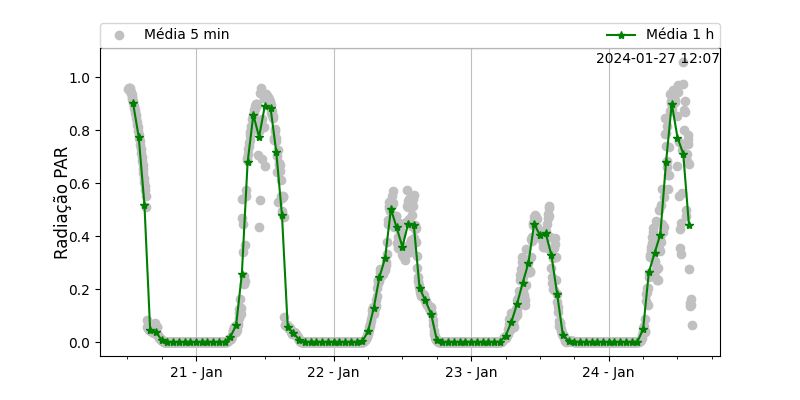 Média 5 min
Média 1 h
2024-01-27 12:07
Radiação PAR
1.0
0.8
0.6
0.4
0.2
0.0
21 - Jan
22 - Jan
23 - Jan
24 - Jan